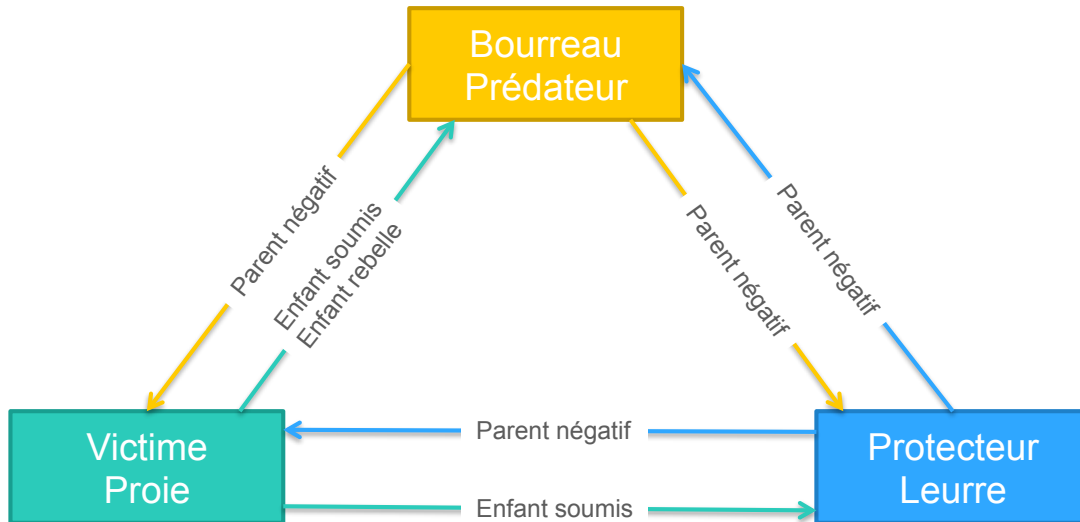 Bourreau
Prédateur
Parent négatif
Enfant soumis
Enfant rebelle
Parent négatif
Parent négatif
Victime
Proie
Parent négatif
Enfant soumis
Protecteur
Leurre